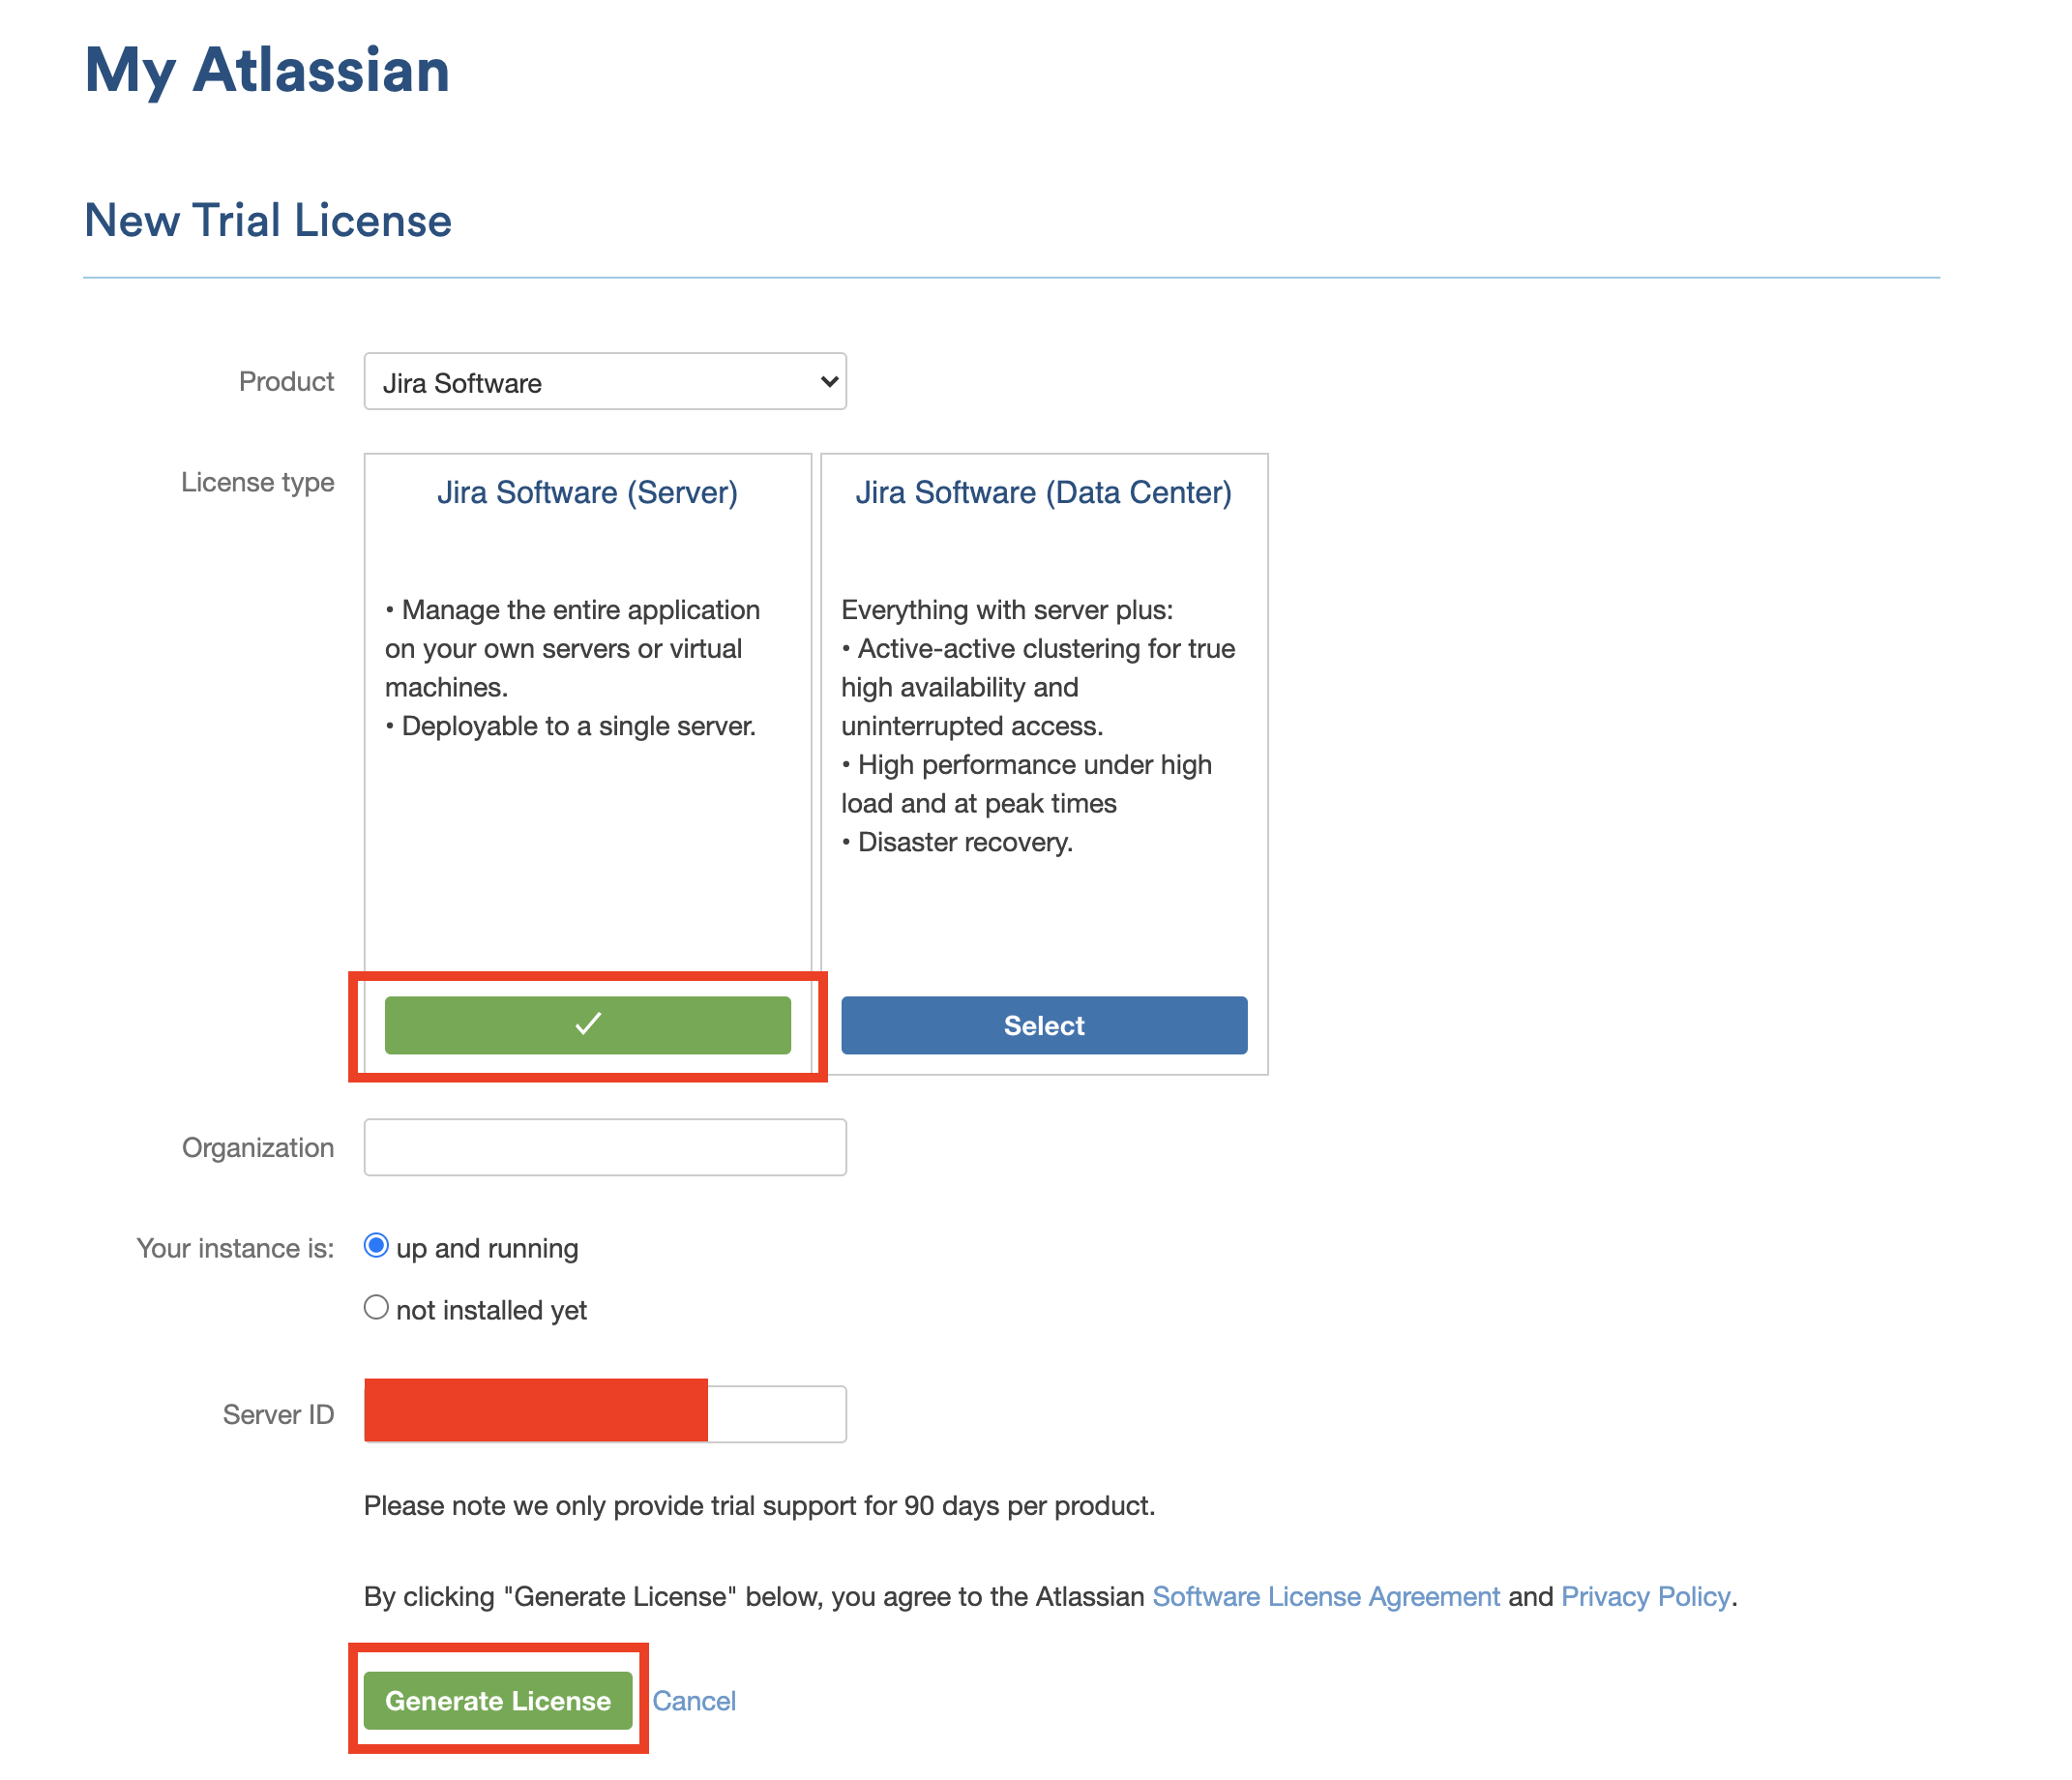 My Atlassian
New Trial License
Product
Jira Software
License type
Jira Software (Server)
• Manage the entire application
on your own servers or virtual
machines.
• Deployable to a single server.
Jira Software (Data Center)
Everything with server plus:
• Active-active clustering for true
high availability and
uninterrupted access.
• High performance under high
load and at peak times
• Disaster recovery.
Select
Organization
Your instance is:
up and running
not installed yet
Server ID
Please note we only provide trial support for 90 days per product.
By clicking "Generate License" below, you agree to the Atlassian Software License Agreement and Privacy Policy.
Generate License
Cancel